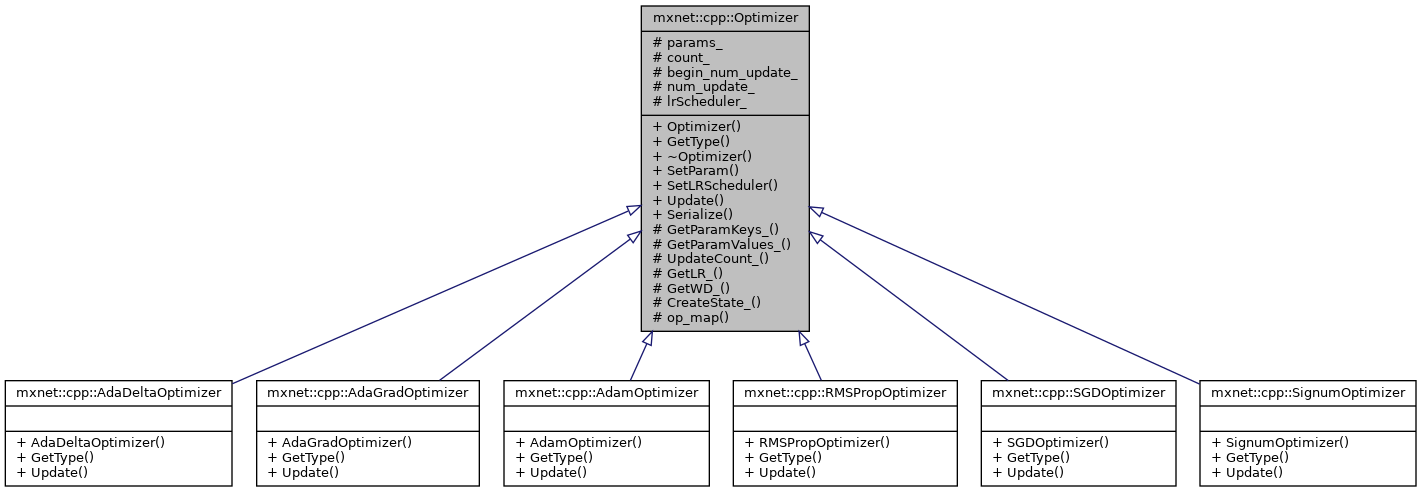 mxnet::cpp::Optimizer
# params_
# count_
# begin_num_update_
# num_update_
# lrScheduler_
+ Optimizer()
+ GetType()
+ ~Optimizer()
+ SetParam()
+ SetLRScheduler()
+ Update()
+ Serialize()
# GetParamKeys_()
# GetParamValues_()
# UpdateCount_()
# GetLR_()
# GetWD_()
# CreateState_()
# op_map()
mxnet::cpp::AdaDeltaOptimizer
+ AdaDeltaOptimizer()
+ GetType()
+ Update()
mxnet::cpp::AdaGradOptimizer
+ AdaGradOptimizer()
+ GetType()
+ Update()
mxnet::cpp::AdamOptimizer
+ AdamOptimizer()
+ GetType()
+ Update()
mxnet::cpp::RMSPropOptimizer
+ RMSPropOptimizer()
+ GetType()
+ Update()
mxnet::cpp::SGDOptimizer
+ SGDOptimizer()
+ GetType()
+ Update()
mxnet::cpp::SignumOptimizer
+ SignumOptimizer()
+ GetType()
+ Update()